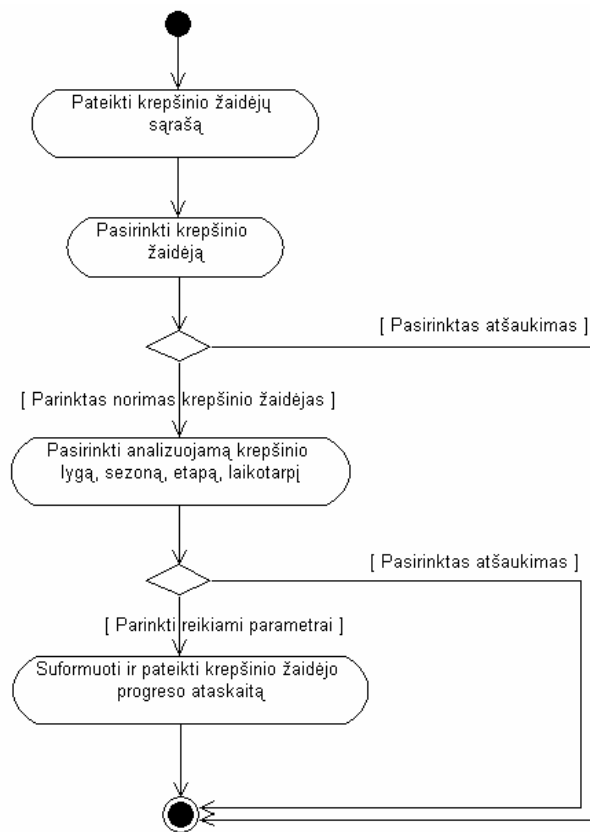 Pateikti krepšinio žaidėjų
sąrašą
Pasirinkti krepšinio
žaidėją
[ Pasirinktas atšaukimas ]
[ Parinktas norimas krepšinio žaidėjas ]
Pasirinkti analizuojamą krepšinio
lygą, sezoną, etapą, laikotarpį
[ Pasirinktas atšaukimas ]
[ Parinkti reikiami parametrai ]
Suformuoti ir pateikti krepšinio žaidėjo
progreso ataskaitą